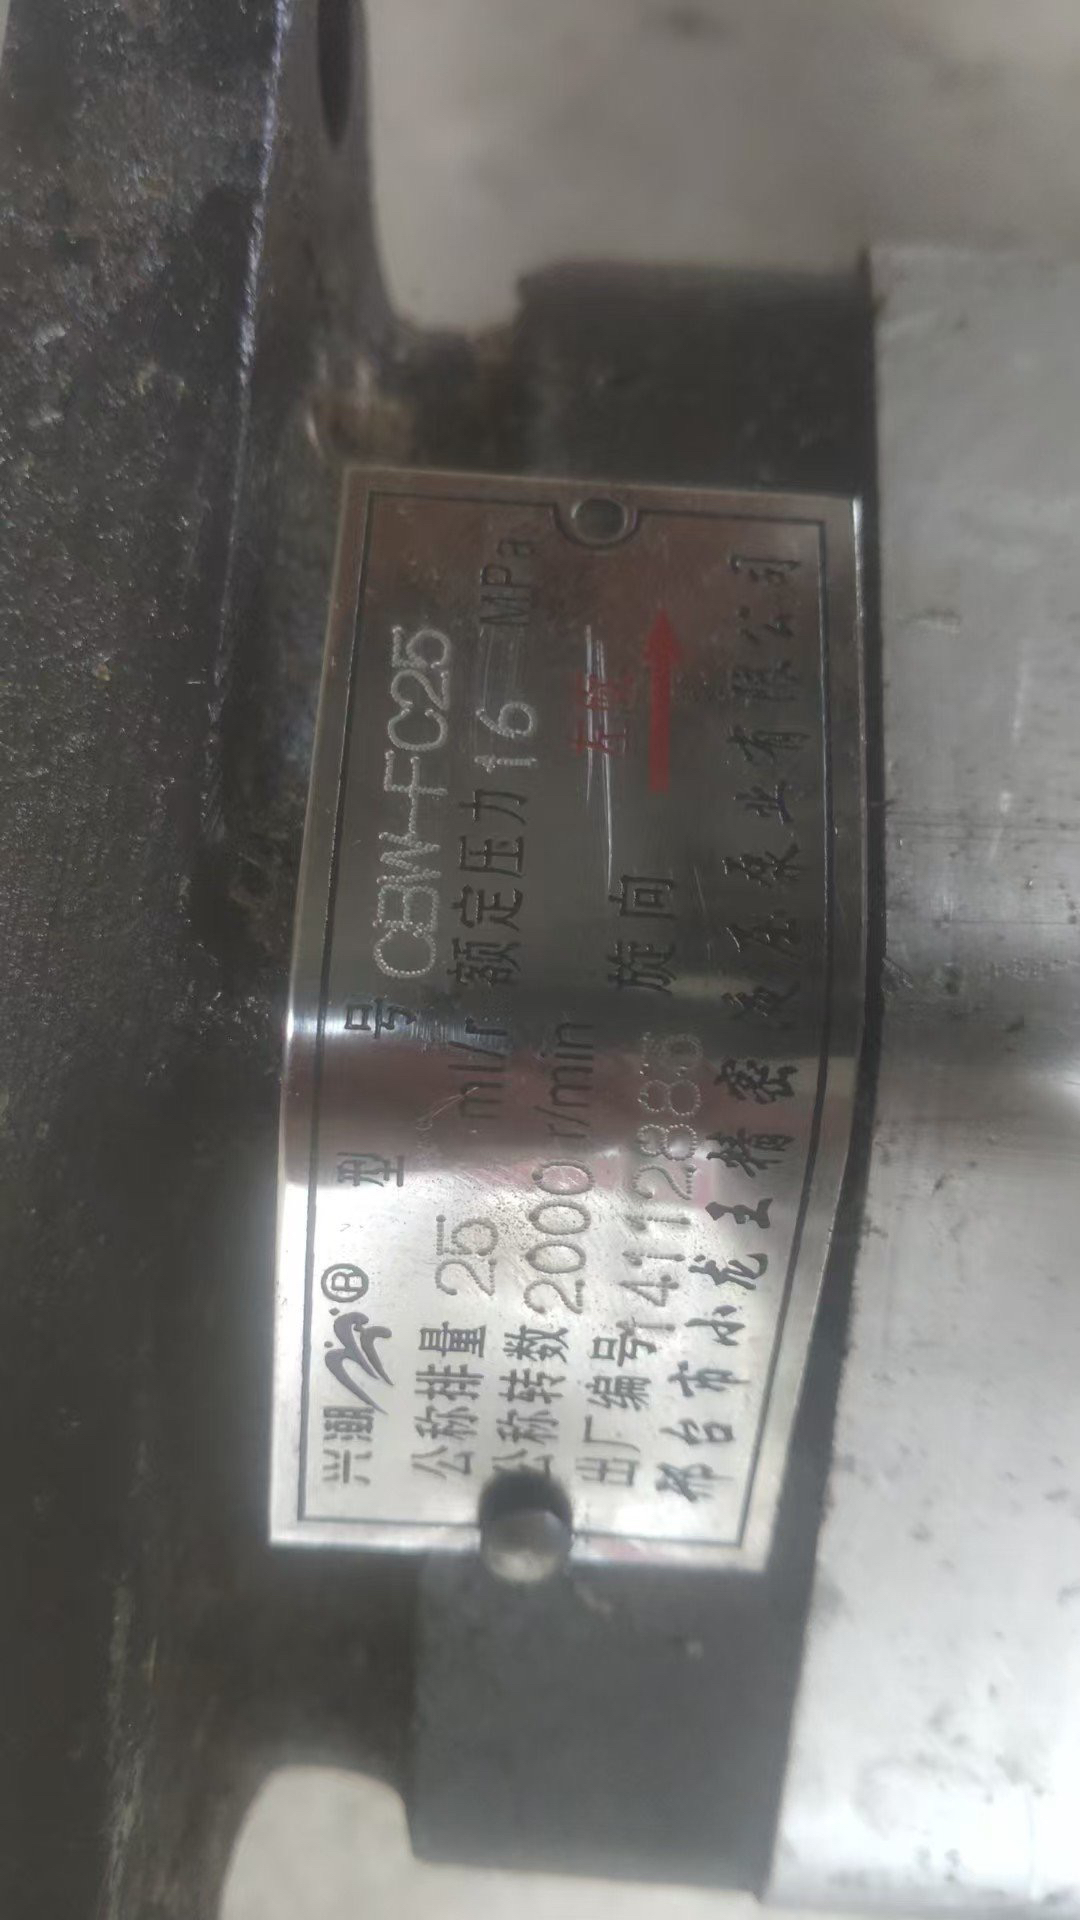 兴潮 ® 型 号 CBW-FC25
公称排量 25 ml/r 额定压力 16 MPa
公称转数 2000 r/min 左旋
出厂编号 14112886 旋向
邢台市小龙王精密液压泵业有限公司